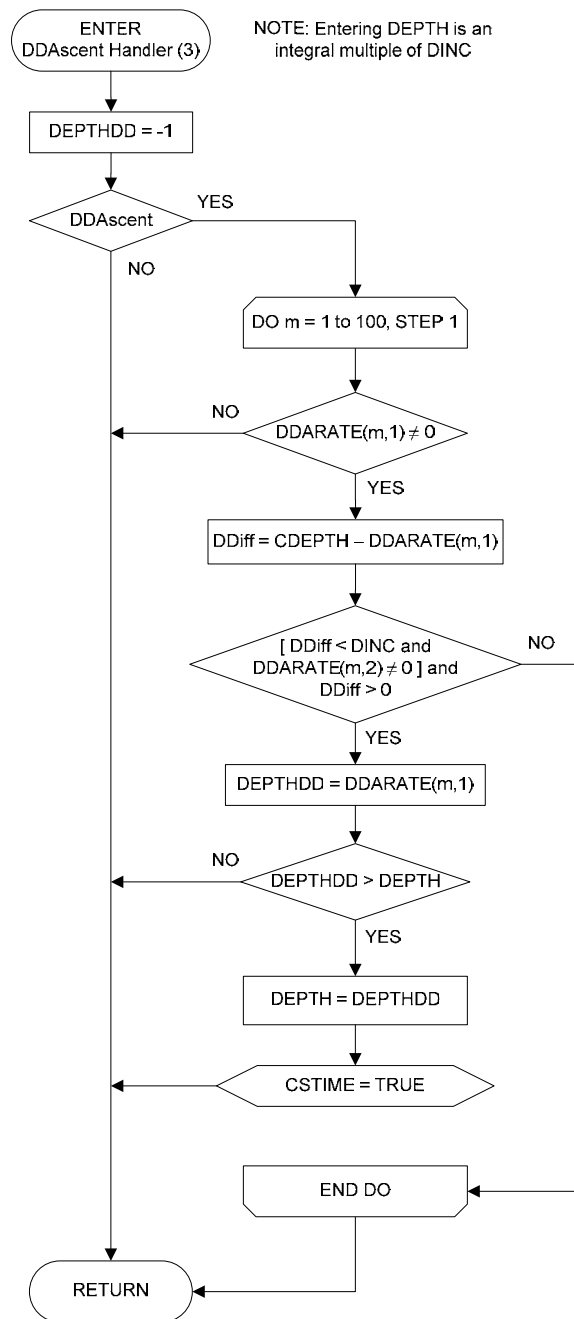 ENTER
DDAscent Handler (3)
NOTE: Entering DEPTH is an
integral multiple of DINC
DEPTHDD = -1
DDAscent
YES
NO
DO m = 1 to 100, STEP 1
NO
DDARATE(m,1) ≠ 0
YES
DDiff = CDEPTH – DDARATE(m,1)
[ DDiff < DINC and
DDARATE(m,2) ≠ 0 ] and
DDiff > 0
NO
YES
DEPTHDD = DDARATE(m,1)
NO
DEPTHDD > DEPTH
YES
DEPTH = DEPTHDD
CSTIME = TRUE
END DO
RETURN